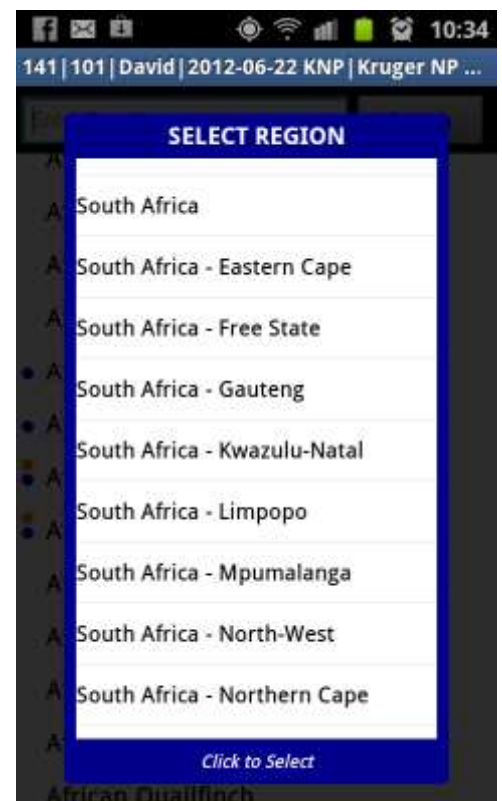 10:34
141|101|David|2012-06-22 KNP|Kruger NP ...
SELECT REGION
South Africa
South Africa - Eastern Cape
South Africa - Free State
South Africa - Gauteng
South Africa - Kwazulu-Natal
South Africa - Limpopo
South Africa - Mpumalanga
South Africa - North-West
South Africa - Northern Cape
Click to Select
African Quailfinch